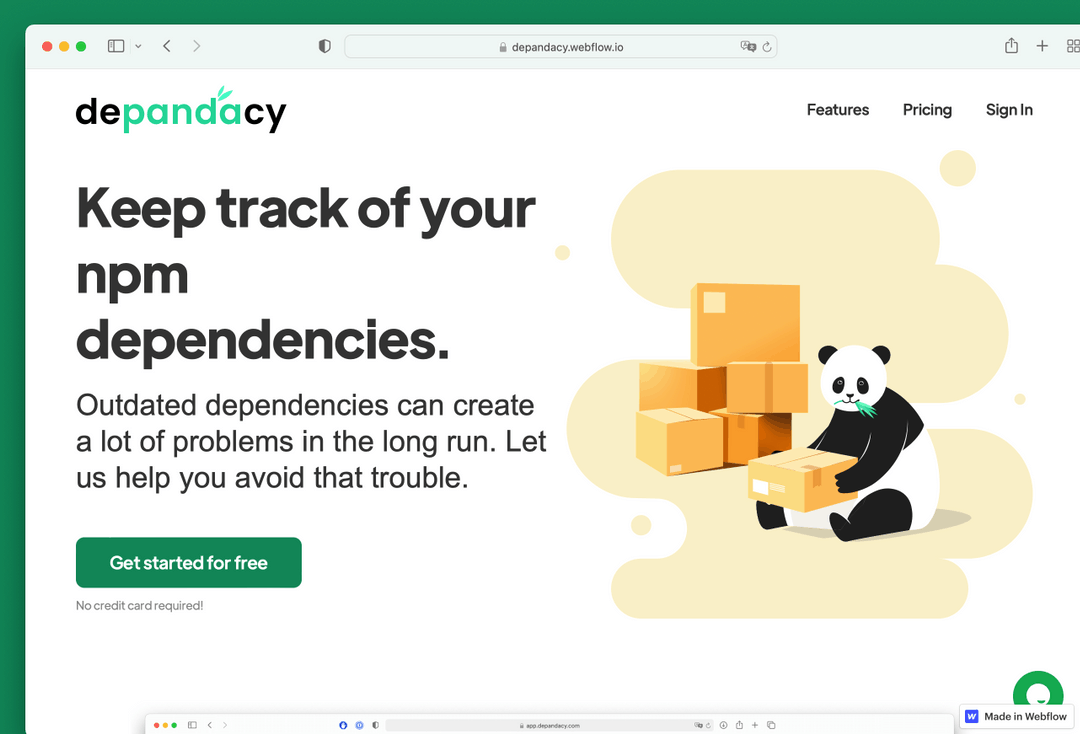 depandacy.webflow.io
depandacy
Features
Pricing
Sign In
Keep track of your
npm
dependencies.
Outdated dependencies can create
a lot of problems in the long run. Let
us help you avoid that trouble.
Get started for free
No credit card required!
app.depandacy.com
W Made in Webflow